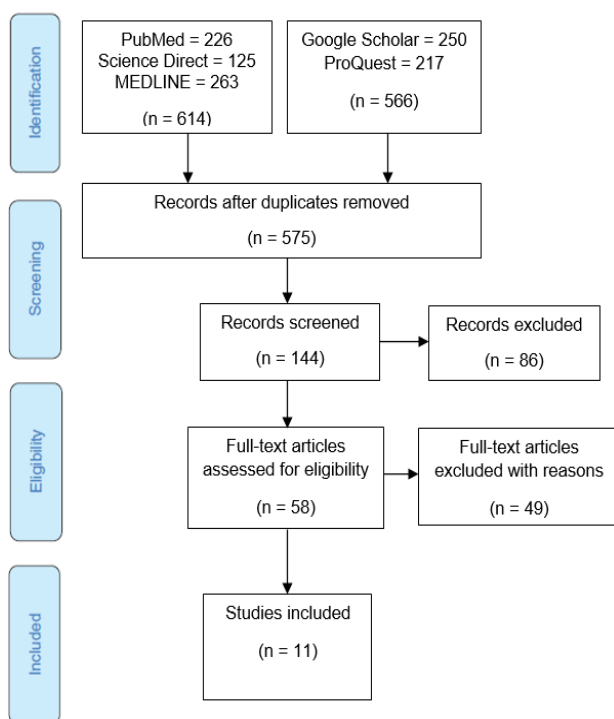 Identification
PubMed = 226
Science Direct = 125
MEDLINE = 263
(n = 614)
Google Scholar = 250
ProQuest = 217
(n = 566)
Screening
Records after duplicates removed
(n = 575)
Records screened
(n = 144)
Records excluded
(n = 86)
Eligibility
Full-text articles
assessed for eligibility
(n = 58)
Full-text articles
excluded with reasons
(n = 49)
Included
Studies included
(n = 11)